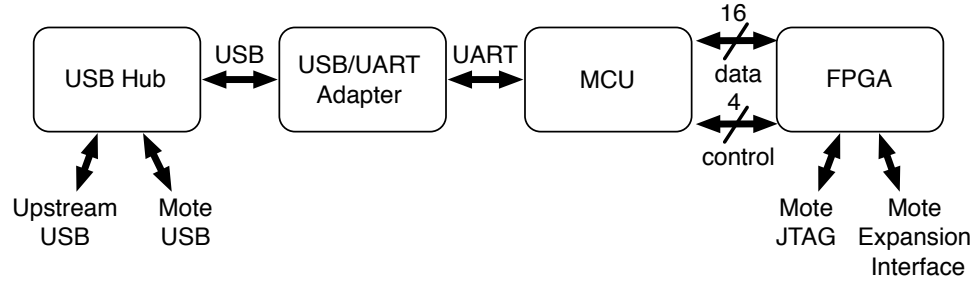 USB Hub
USB
USB/UART
Adapter
UART
MCU
16
data
4
control
FPGA
Upstream
USB
Mote
USB
Mote
JTAG
Mote
Expansion
Interface